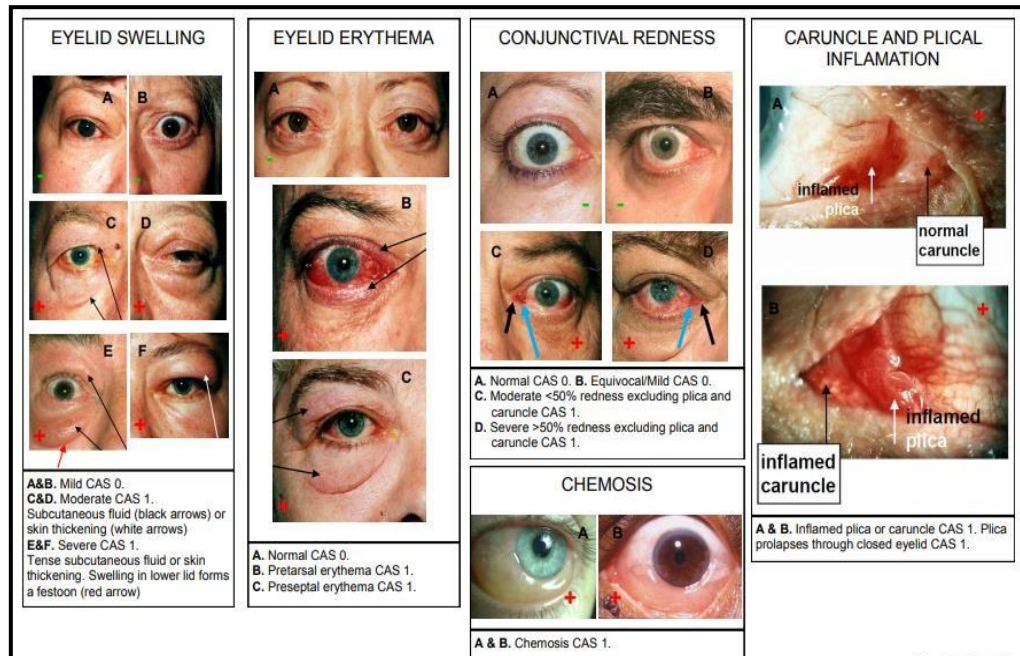 EYELID SWELLING
A
B
-
-
C
D
+
+
E
F
+
+
A&B. Mild CAS 0.
C&D. Moderate CAS 1.
Subcutaneous fluid (black arrows) or
skin thickening (white arrows)
E&F. Severe CAS 1.
Tense subcutaneous fluid or skin
thickening. Swelling in lower lid forms
a festoon (red arrow)
EYELID ERYTHEMA
A
-
B
+
C
+
A. Normal CAS 0.
B. Pretarsal erythema CAS 1.
C. Preseptal erythema CAS 1.
CONJUNCTIVAL REDNESS
A
B
-
-
C
D
+
+
A. Normal CAS 0. B. Equivocal/Mild CAS 0.
C. Moderate <50% redness excluding plica and
caruncle CAS 1.
D. Severe >50% redness excluding plica and
caruncle CAS 1.
CHEMOSIS
A
B
+
+
A & B. Chemosis CAS 1.
CARUNCLE AND PLICAL
INFLAMATION
A
+
inflamed
plica
normal
caruncle
B
+
inflamed
plica
inflamed
caruncle
A & B. Inflamed plica or caruncle CAS 1. Plica
prolapses through closed eyelid CAS 1.